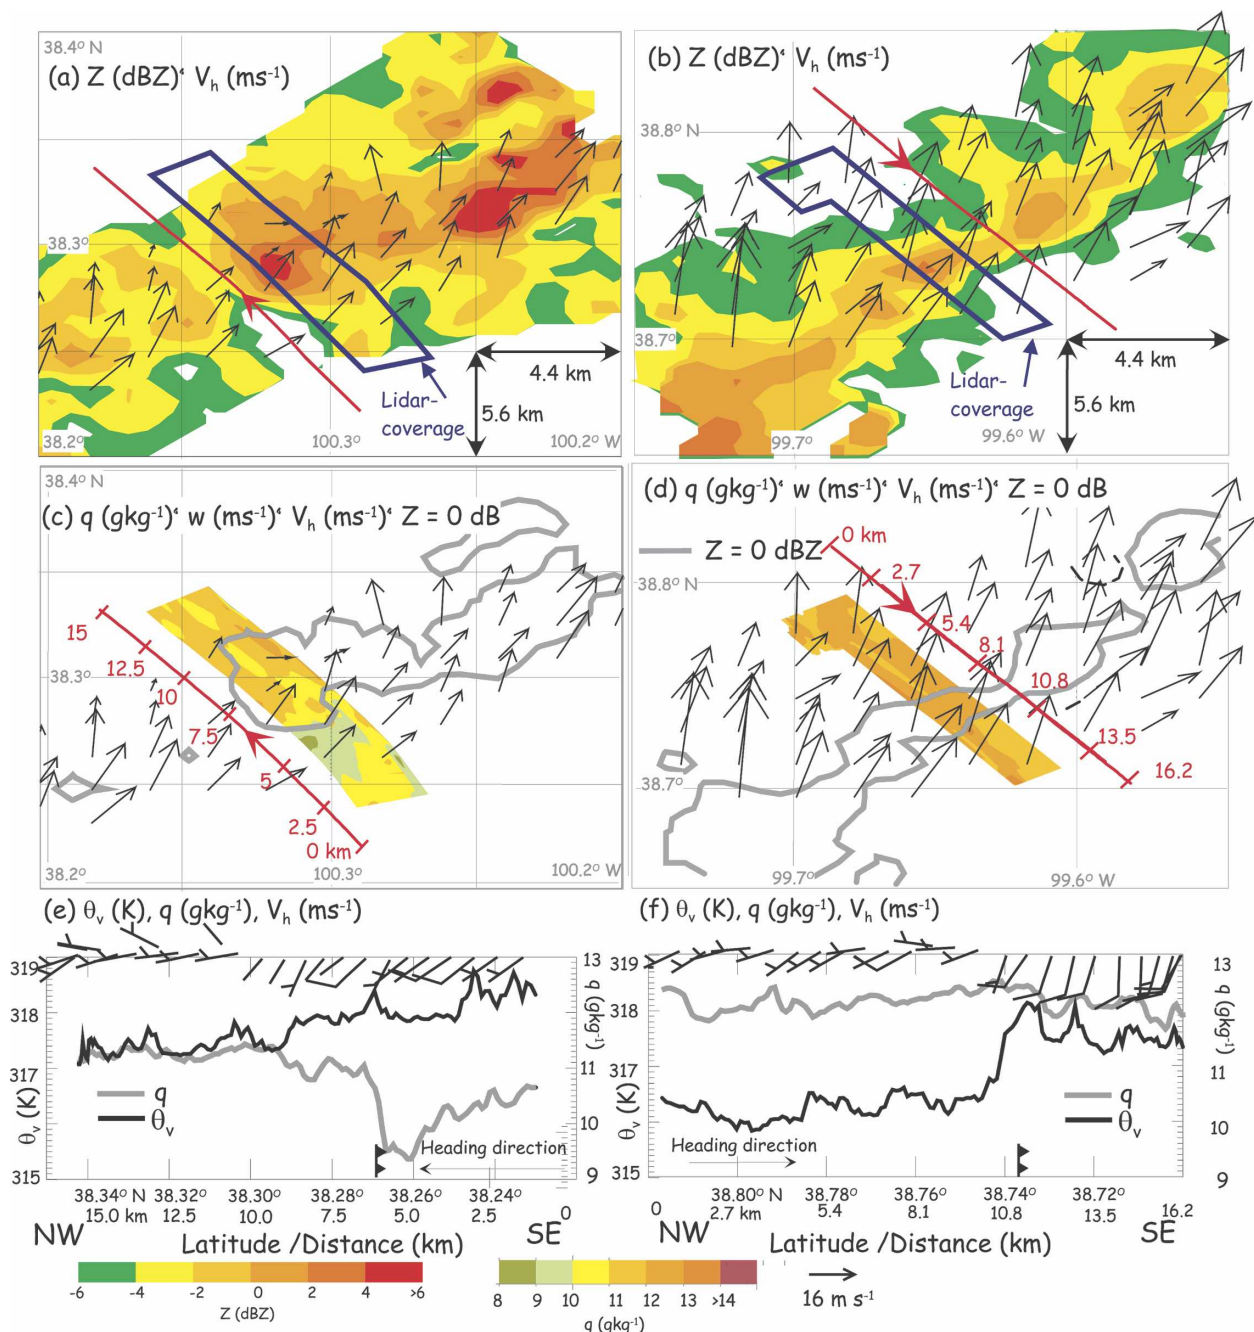 38.4° N
(a) Z (dBZ)‘ Vh (ms-1)
38.3°
4.4 km
5.6 km
Lidar-
coverage
38.2°
100.3°
100.2° W
(b) Z (dBZ)‘ Vh (ms-1)
38.8° N
38.7°
4.4 km
5.6 km
Lidar-
coverage
99.7°
99.6° W
38.4° N
(c) q (gkg-1)‘ w (ms-1)‘ Vh (ms-1)‘ Z = 0 dB
15
12.5
38.3°
10
7.5
5
2.5
0 km
38.2°
100.3°
100.2° W
(d) q (gkg-1)‘ w (ms-1)‘ Vh (ms-1)‘ Z = 0 dB
0 km
Z = 0 dBZ
2.7
38.8° N
5.4
8.1
10.8
13.5
16.2
38.7°
99.7°
99.6° W
(e) θv (K), q (gkg-1), Vh (ms-1)
319
318
317
316
315
θv (K)
13
12
11
10
9
q (gkg-1)
q
θv
Heading direction
38.34° N 38.32° 38.30° 38.28° 38.26° 38.24°
15.0 km 12.5 10.0 7.5 5.0 2.5 0
NW Latitude /Distance (km) SE
(f) θv (K), q (gkg-1), Vh (ms-1)
319
318
317
316
315
θv (K)
13
12
11
10
9
q (gkg-1)
q
θv
Heading direction
38.80° N 38.78° 38.76° 38.74° 38.72°
0 2.7 km 5.4 8.1 10.8 13.5 16.2
NW Latitude /Distance (km) SE
-6 -4 -2 0 2 4 >6
Z (dBZ)
8 9 10 11 12 13 >14
q (gkg-1)
16 m s-1